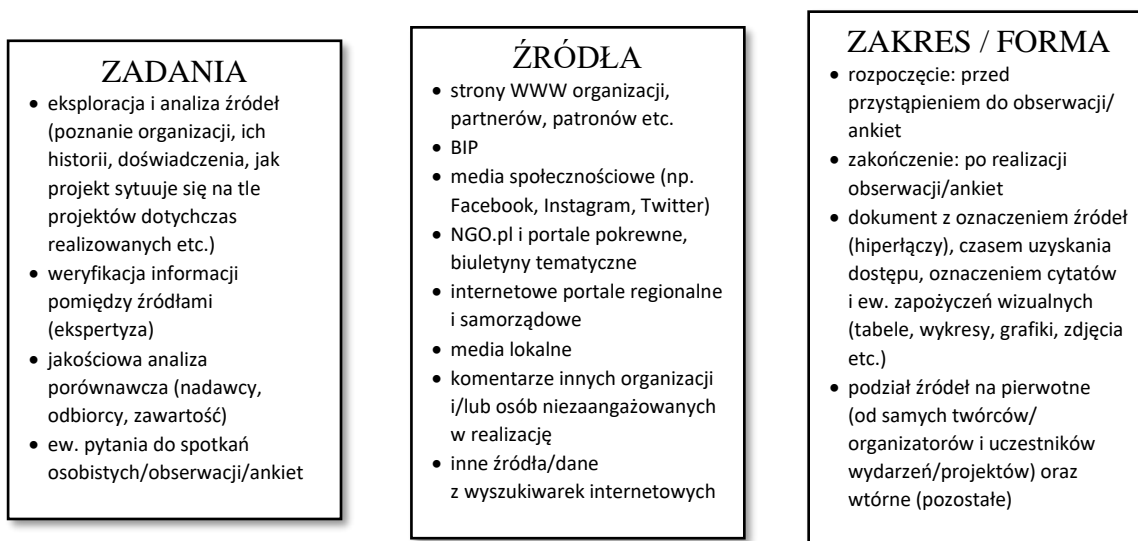 ZADANIA
• eksploracja i analiza źródeł
(poznanie organizacji, ich
historii, doświadczenia, jak
projekt sytuuje się na tle
projektów dotychczas
realizowanych etc.)
• weryfikacja informacji
pomiędzy źródłami
(ekspertyza)
• jakościowa analiza
porównawcza (nadawcy,
odbiorcy, zawartość)
• ew. pytania do spotkań
osobistych/obserwacji/ankiet
ŹRÓDŁA
• strony WWW organizacji,
partnerów, patronów etc.
• BIP
• media społecznościowe (np.
Facebook, Instagram, Twitter)
• NGO.pl i portale pokrewne,
biuletyny tematyczne
• internetowe portale regionalne
i samorządowe
• media lokalne
• komentarze innych organizacji
i/lub osób niezaangażowanych
w realizację
• inne źródła/dane
z wyszukiwarek internetowych
ZAKRES / FORMA
• rozpoczęcie: przed
przystąpieniem do obserwacji/
ankiet
• zakończenie: po realizacji
obserwacji/ankiet
• dokument z oznaczeniem źródeł
(hiperłączy), czasem uzyskania
dostępu, oznaczeniem cytatów
i ew. zapożyczeń wizualnych
(tabele, wykresy, grafiki, zdjęcia
etc.)
• podział źródeł na pierwotne
(od samych twórców/
organizatorów i uczestników
wydarzeń/projektów) oraz
wtórne (pozostałe)